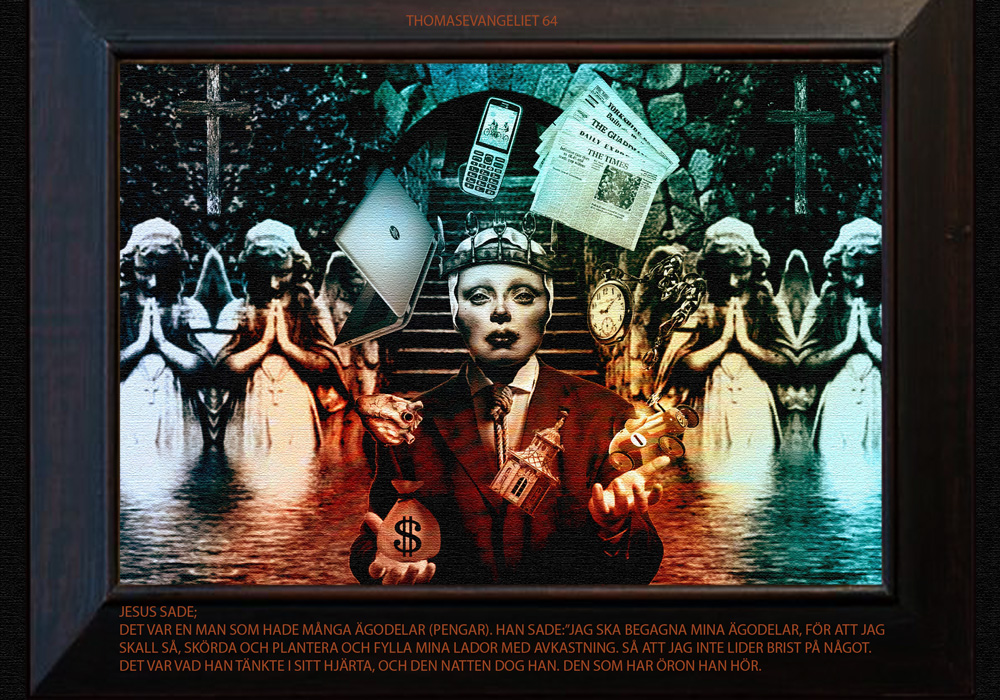 THOMASEVANGELIET 64
YORKSHIRE
THE GUARDIAN
DAILY EXPRE
THE TIMES
$
JESUS SADE;
DET VAR EN MAN SOM HADE MÅNGA ÄGODELAR (PENGAR). HAN SADE:"JAG SKA BEGAGNA MINA ÄGODELAR, FÖR ATT JAG
SKALL SÅ, SKÖRDA OCH PLANTERA OCH FYLLA MINA LADOR MED AVKASTNING. SÅ ATT JAG INTE LIDER BRIST PÅ NÅGOT.
DET VAR VAD HAN TÄNKTE I SITT HJÄRTA, OCH DEN NATTEN DOG HAN. DEN SOM HAR ÖRON HAN HÖR.